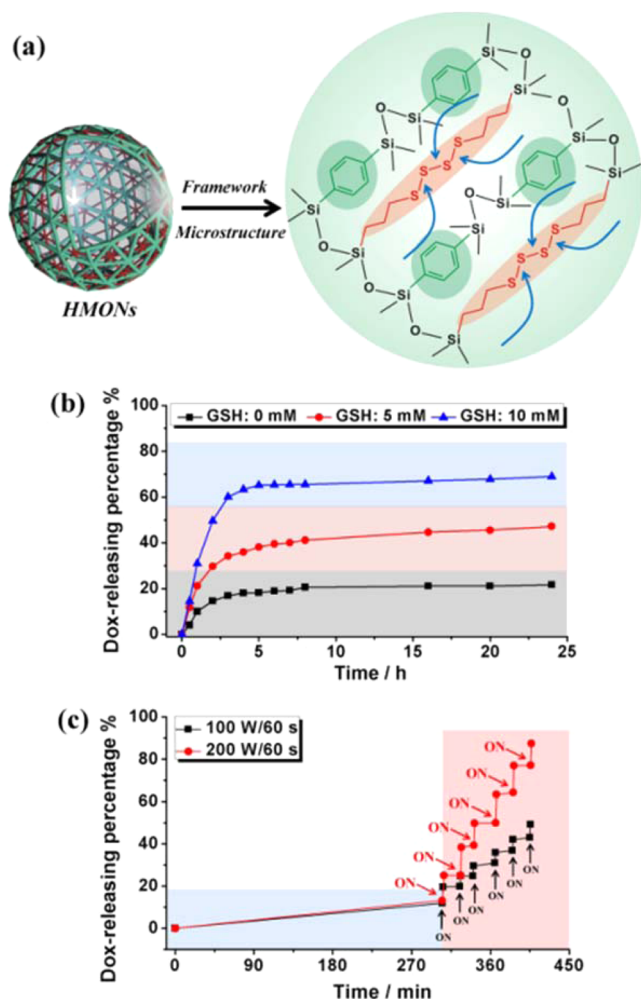 (a)
Framework
Microstructure
HMONs
Si
O
Si
Si
O
Si
O
O
Si
Si
Si
O
Si
S
S
S
S
Si
O
Si
Si
O
Si
O
Si
S
S
S
S
Si
O
Si
(b)
GSH: 0 mM GSH: 5 mM GSH: 10 mM
Dox-releasing percentage %
100
80
60
40
20
0
0 5 10 15 20 25
Time / h
(c)
100 W/60 s
200 W/60 s
Dox-releasing percentage %
100
80
60
40
20
0
ON
ON
ON
ON
ON
ON
ON
ON
ON
ON
ON
ON
0 90 180 270 360 450
Time / min